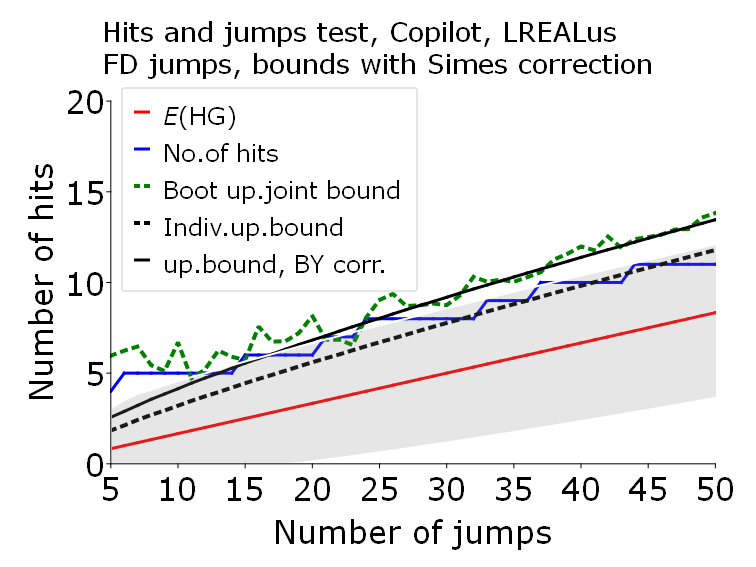 Hits and jumps test, Copilot, LREALus
FD jumps, bounds with Simes correction
E(HG)
No.of hits
Boot up.joint bound
Indiv.up.bound
up.bound, BY corr.
Number of hits
20
15
10
5
0
5 10 15 20 25 30 35 40 45 50
Number of jumps